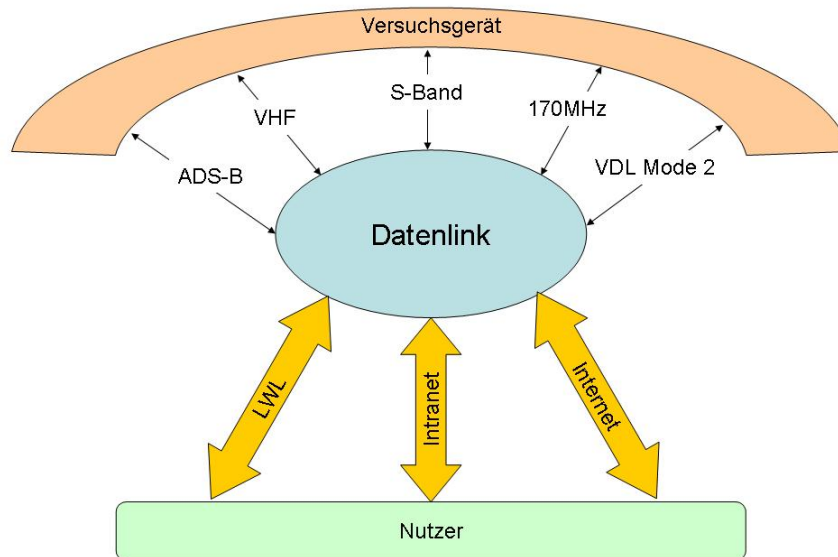 Versuchsgerät
S-Band
VHF
170MHz
ADS-B
VDL Mode 2
Datenlink
LWL
Intranet
Internet
Nutzer